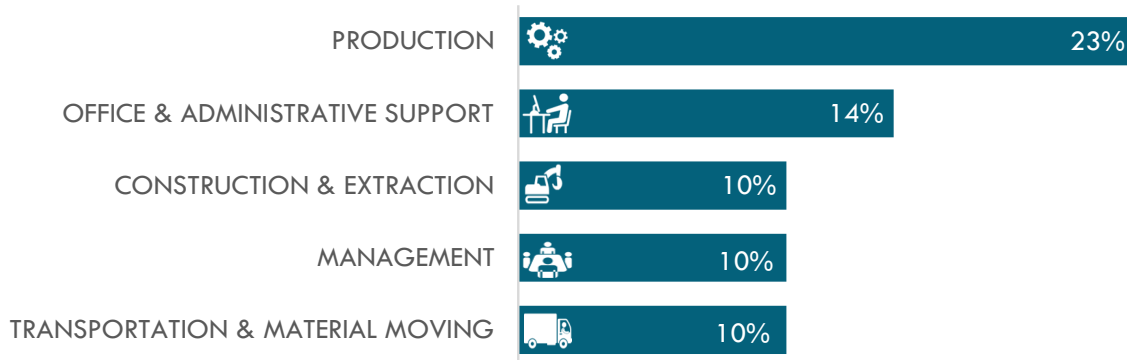 PRODUCTION 23%
OFFICE & ADMINISTRATIVE SUPPORT 14%
CONSTRUCTION & EXTRACTION 10%
MANAGEMENT 10%
TRANSPORTATION & MATERIAL MOVING 10%